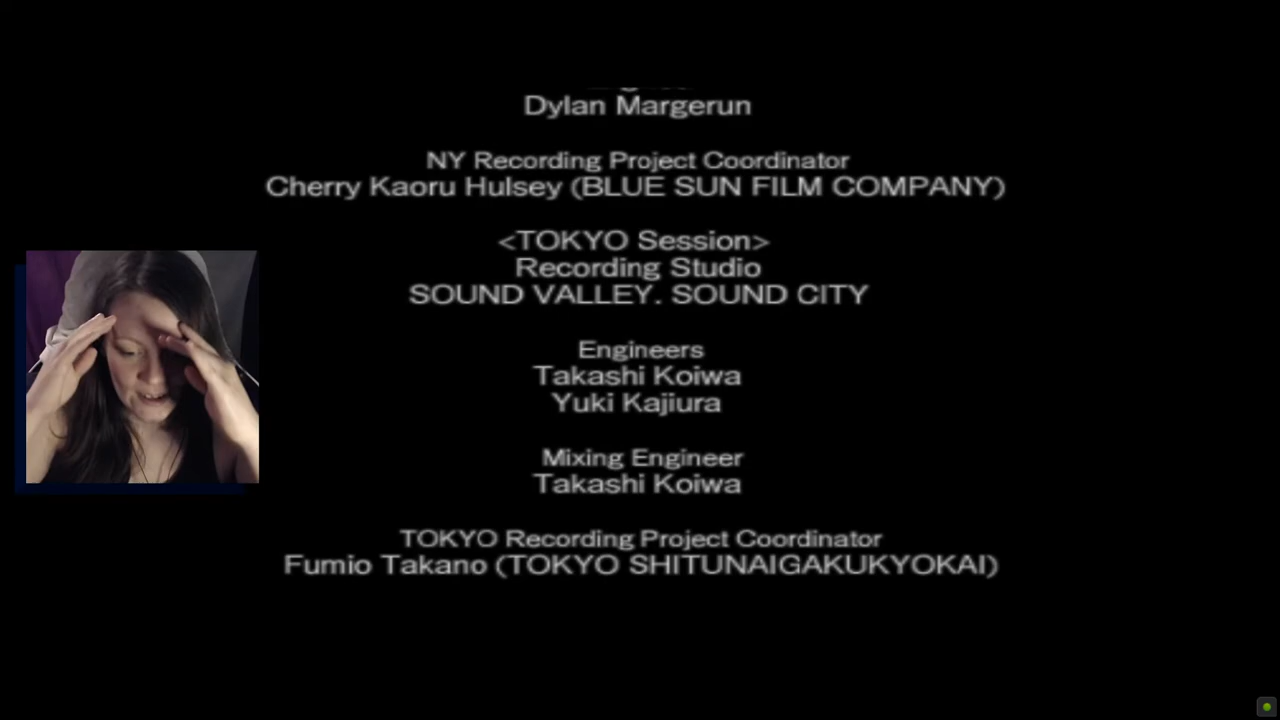 Dylan Margerun
NY Recording Project Coordinator
Cherry Kaoru Hulsey (BLUE SUN FILM COMPANY)
<TOKYO Session>
Recording Studio
SOUND VALLEY. SOUND CITY
Engineers
Takashi Koiwa
Yuki Kajiura
Mixing Engineer
Takashi Koiwa
TOKYO Recording Project Coordinator
Fumio Takano (TOKYO SHITUNAIGAKUKYOKAI)